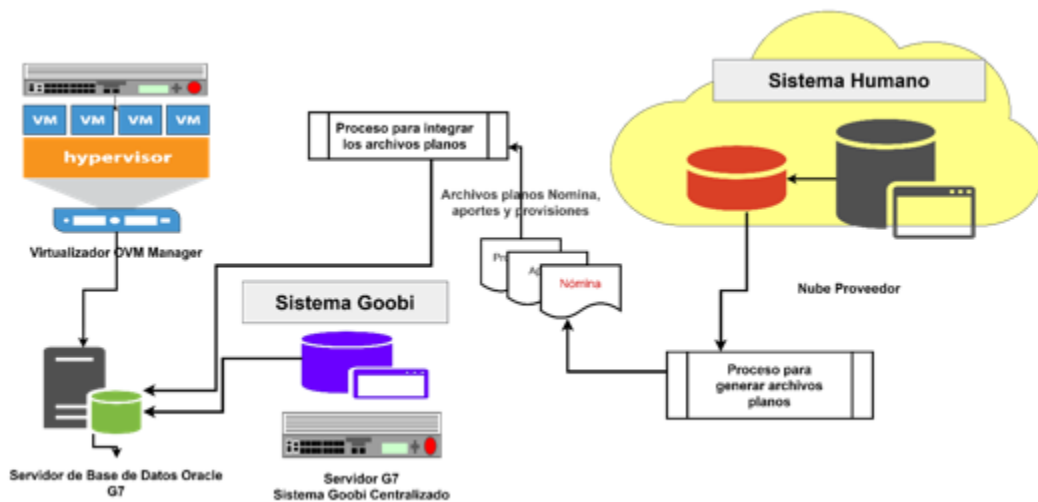 Sistema Humano
VM VM VM VM
hypervisor
Virtualizador OVM Manager
Proceso para integrar
los archivos planos
Archivos planos Nomina,
aportes y provisiones
Pro
Ap
Nómina
Nube Proveedor
Sistema Goobi
Proceso para
generar archivos
planos
Servidor de Base de Datos Oracle
G7
Servidor G7
Sistema Goobi Centralizado